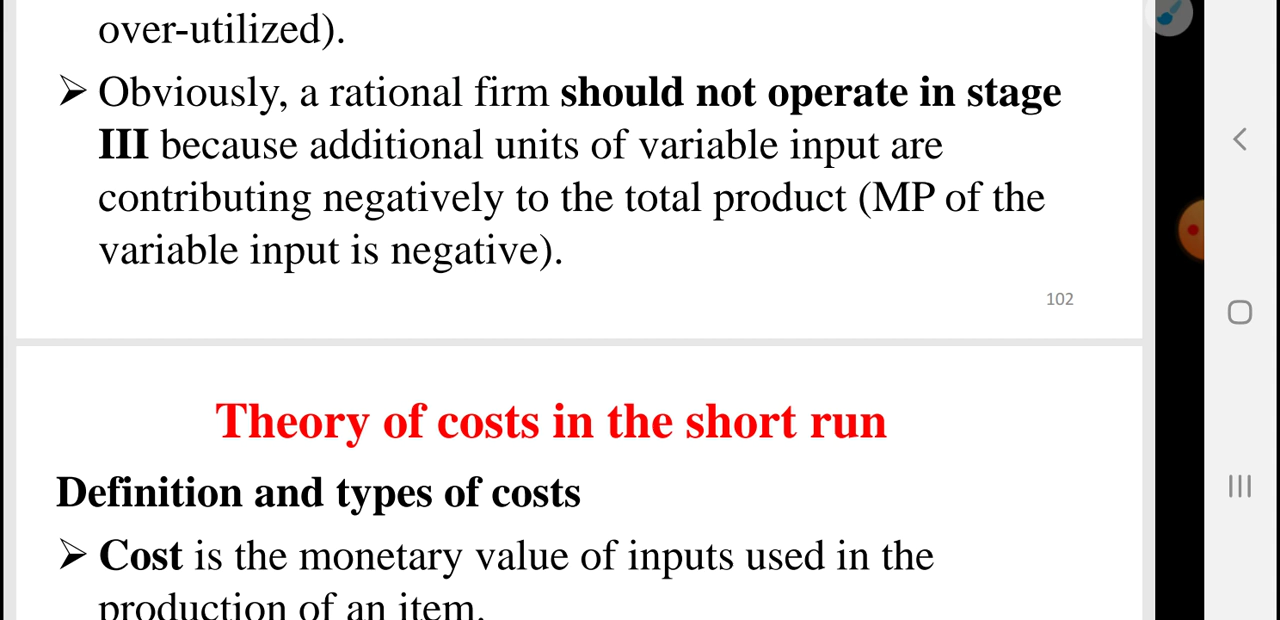 over-utilized).
➢ Obviously, a rational firm should not operate in stage
III because additional units of variable input are
contributing negatively to the total product (MP of the
variable input is negative).
102
Theory of costs in the short run
Definition and types of costs
➢ Cost is the monetary value of inputs used in the
production of an item.